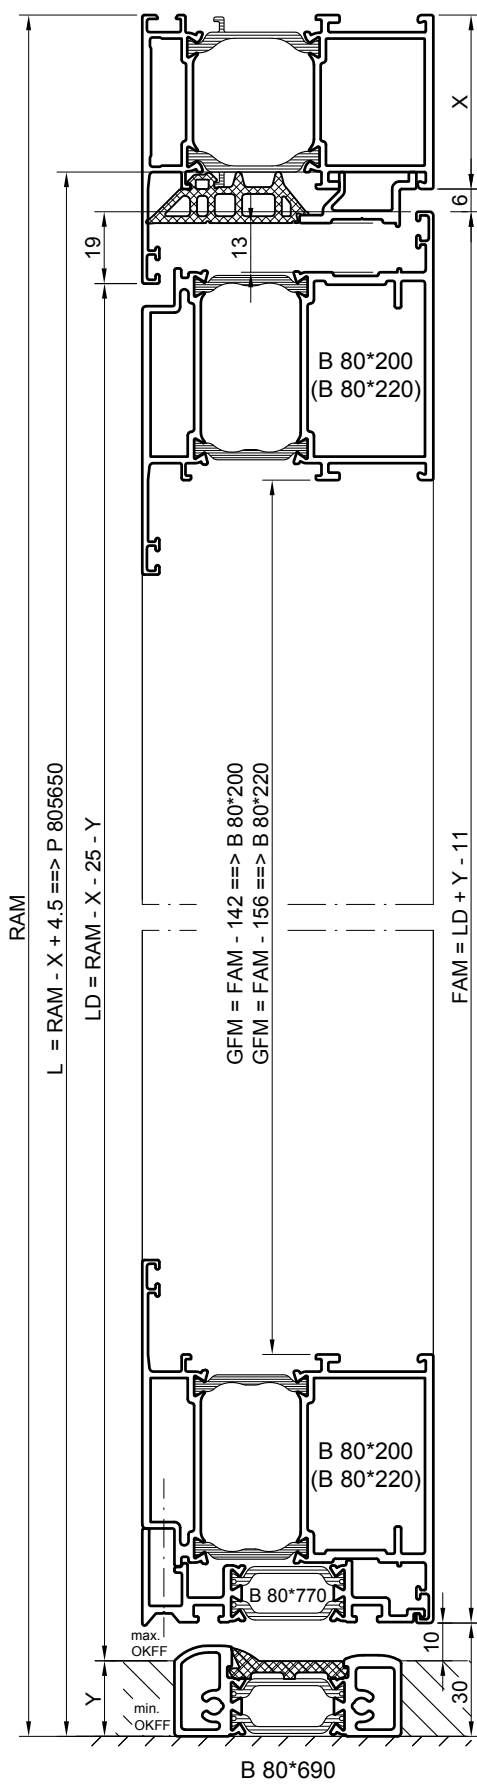 X
6
19
13
B 80*200
(B 80*220)
RAM
L = RAM - X + 4.5 ==> P 805650
LD = RAM - X - 25 - Y
GFM = FAM - 142 ==> B 80*200
GFM = FAM - 156 ==> B 80*220
FAM = LD + Y - 11
B 80*200
(B 80*220)
B 80*770
max.
OKFF
10
Y
min.
OKFF
30
B 80*690